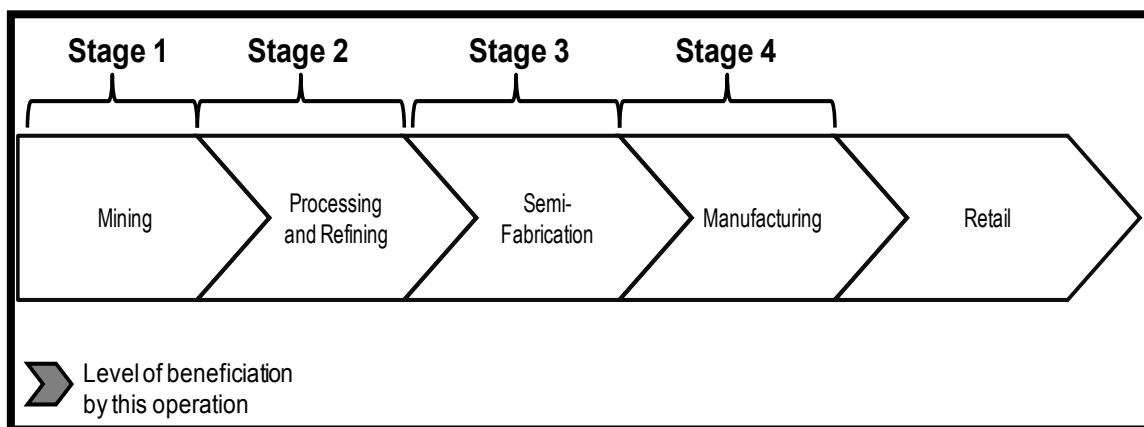 Stage 1
Stage 2
Stage 3
Stage 4
Mining
Processing
and Refining
Semi-
Fabrication
Manufacturing
Retail
Level of beneficiation
by this operation